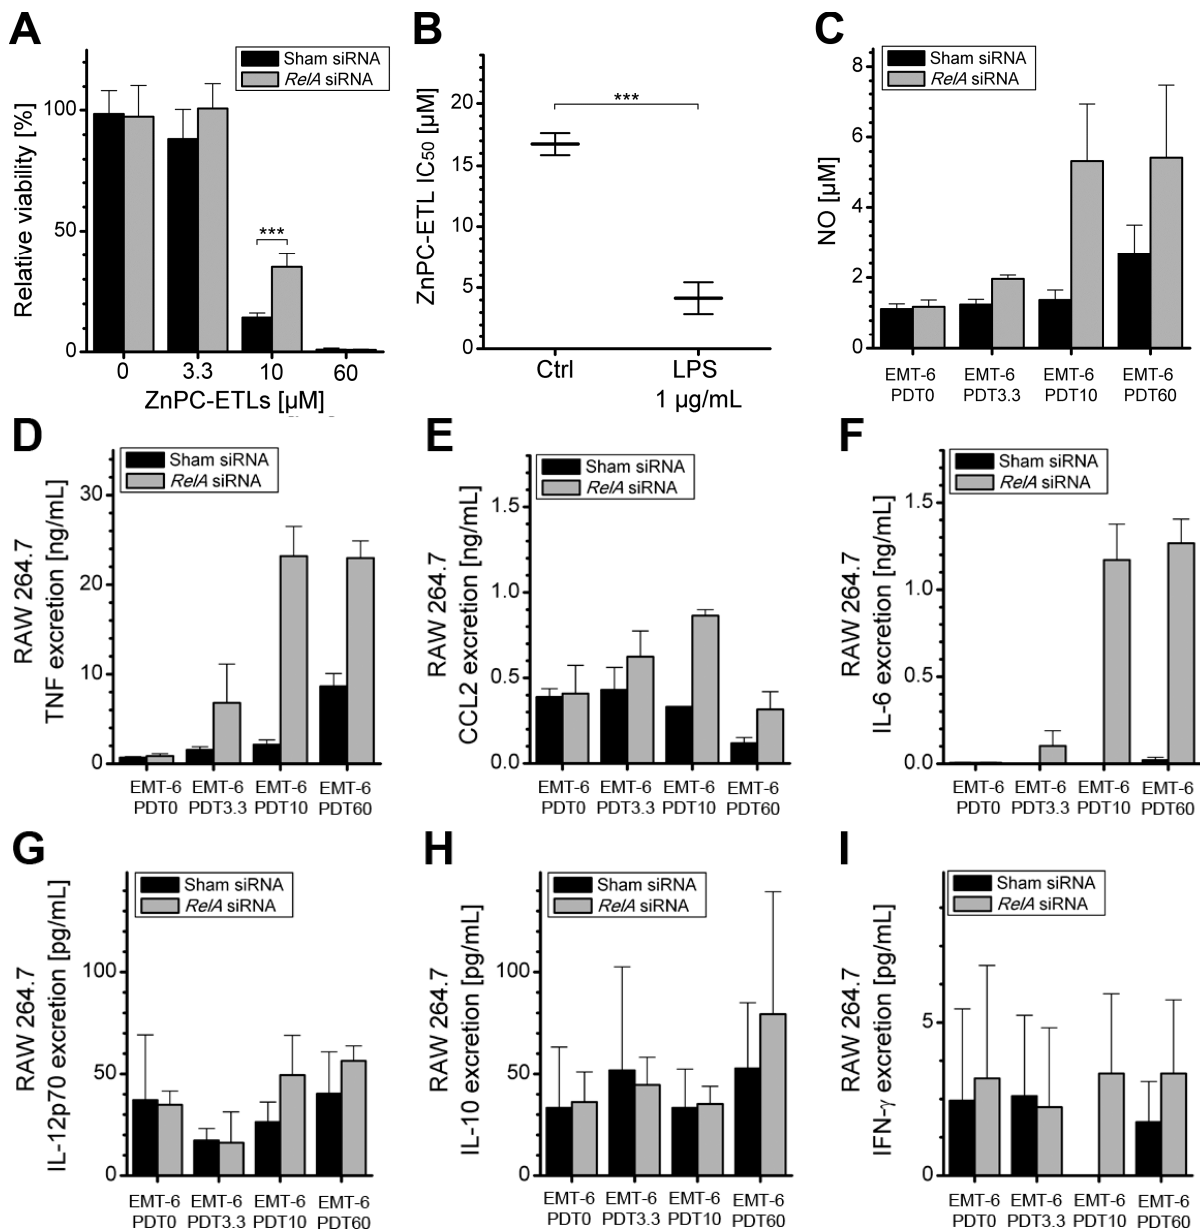 A
Sham siRNA
RelA siRNA
Relative viability [%]
100
50
0
0
3.3
10
60
***
ZnPC-ETLs [µM]
B
ZnPC-ETL IC50 [µM]
20
15
10
5
0
***
Ctrl
LPS
1 µg/mL
C
Sham siRNA
RelA siRNA
NO [µM]
8
6
4
2
0
EMT-6 EMT-6 EMT-6 EMT-6
PDT0 PDT3.3 PDT10 PDT60
D
Sham siRNA
RelA siRNA
RAW 264.7
TNF excretion [ng/mL]
30
20
10
0
EMT-6 EMT-6 EMT-6 EMT-6
PDT0 PDT3.3 PDT10 PDT60
E
Sham siRNA
RelA siRNA
RAW 264.7
CCL2 excretion [ng/mL]
1.5
1.0
0.5
0.0
EMT-6 EMT-6 EMT-6 EMT-6
PDT0 PDT3.3 PDT10 PDT60
F
Sham siRNA
RelA siRNA
RAW 264.7
IL-6 excretion [ng/mL]
1.5
1.0
0.5
0.0
EMT-6 EMT-6 EMT-6 EMT-6
PDT0 PDT3.3 PDT10 PDT60
G
Sham siRNA
RelA siRNA
RAW 264.7
IL-12p70 excretion [pg/mL]
100
50
0
EMT-6 EMT-6 EMT-6 EMT-6
PDT0 PDT3.3 PDT10 PDT60
H
Sham siRNA
RelA siRNA
RAW 264.7
IL-10 excretion [pg/mL]
100
50
0
EMT-6 EMT-6 EMT-6 EMT-6
PDT0 PDT3.3 PDT10 PDT60
I
Sham siRNA
RelA siRNA
RAW 264.7
IFN-γ excretion [pg/mL]
5
0
EMT-6 EMT-6 EMT-6 EMT-6
PDT0 PDT3.3 PDT10 PDT60